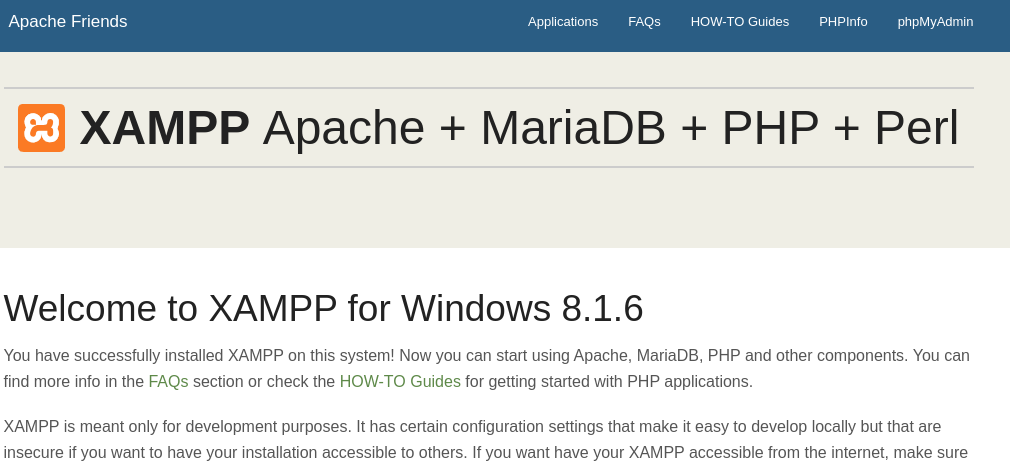 Apache Friends
Applications FAQs HOW-TO Guides PHPInfo phpMyAdmin
XAMPP Apache + MariaDB + PHP + Perl
Welcome to XAMPP for Windows 8.1.6
You have successfully installed XAMPP on this system! Now you can start using Apache, MariaDB, PHP and other components. You can
find more info in the FAQs section or check the HOW-TO Guides for getting started with PHP applications.
XAMPP is meant only for development purposes. It has certain configuration settings that make it easy to develop locally but that are
insecure if you want to have your installation accessible to others. If you want have your XAMPP accessible from the internet, make sure